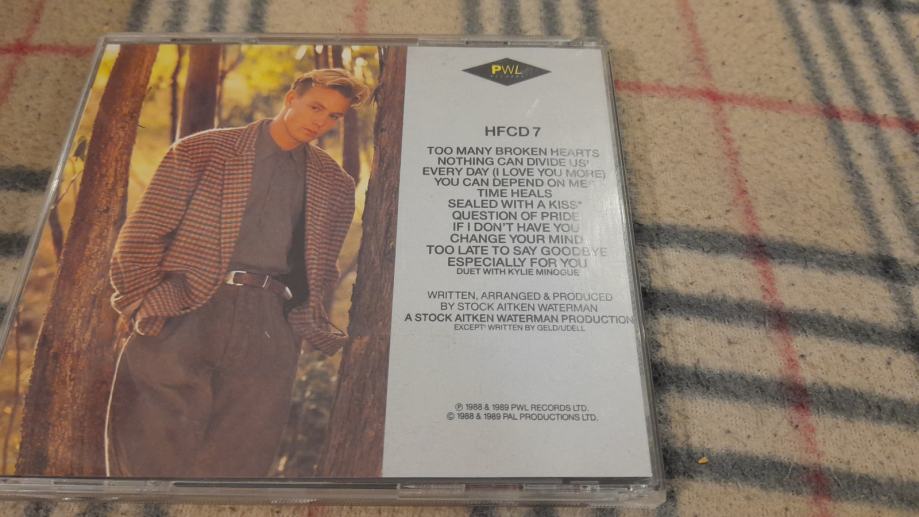 PWL
RECORDS
HFCD 7
TOO MANY BROKEN HEARTS
NOTHING CAN DIVIDE US
EVERY DAY (I LOVE YOU MORE)
YOU CAN DEPEND ON ME
TIME HEALS
SEALED WITH A KISS*
QUESTION OF PRIDE
IF I DON'T HAVE YOU
CHANGE YOUR MIND
TOO LATE TO SAY GOODBYE
ESPECIALLY FOR YOU
DUET WITH KYLIE MINOGUE
WRITTEN, ARRANGED & PRODUCED
BY STOCK AITKEN WATERMAN
A STOCK AITKEN WATERMAN PRODUCTION
EXCEPT* WRITTEN BY GELD/UDELL
℗ 1988 & 1989 PWL RECORDS LTD.
© 1988 & 1989 PAL PRODUCTIONS LTD.